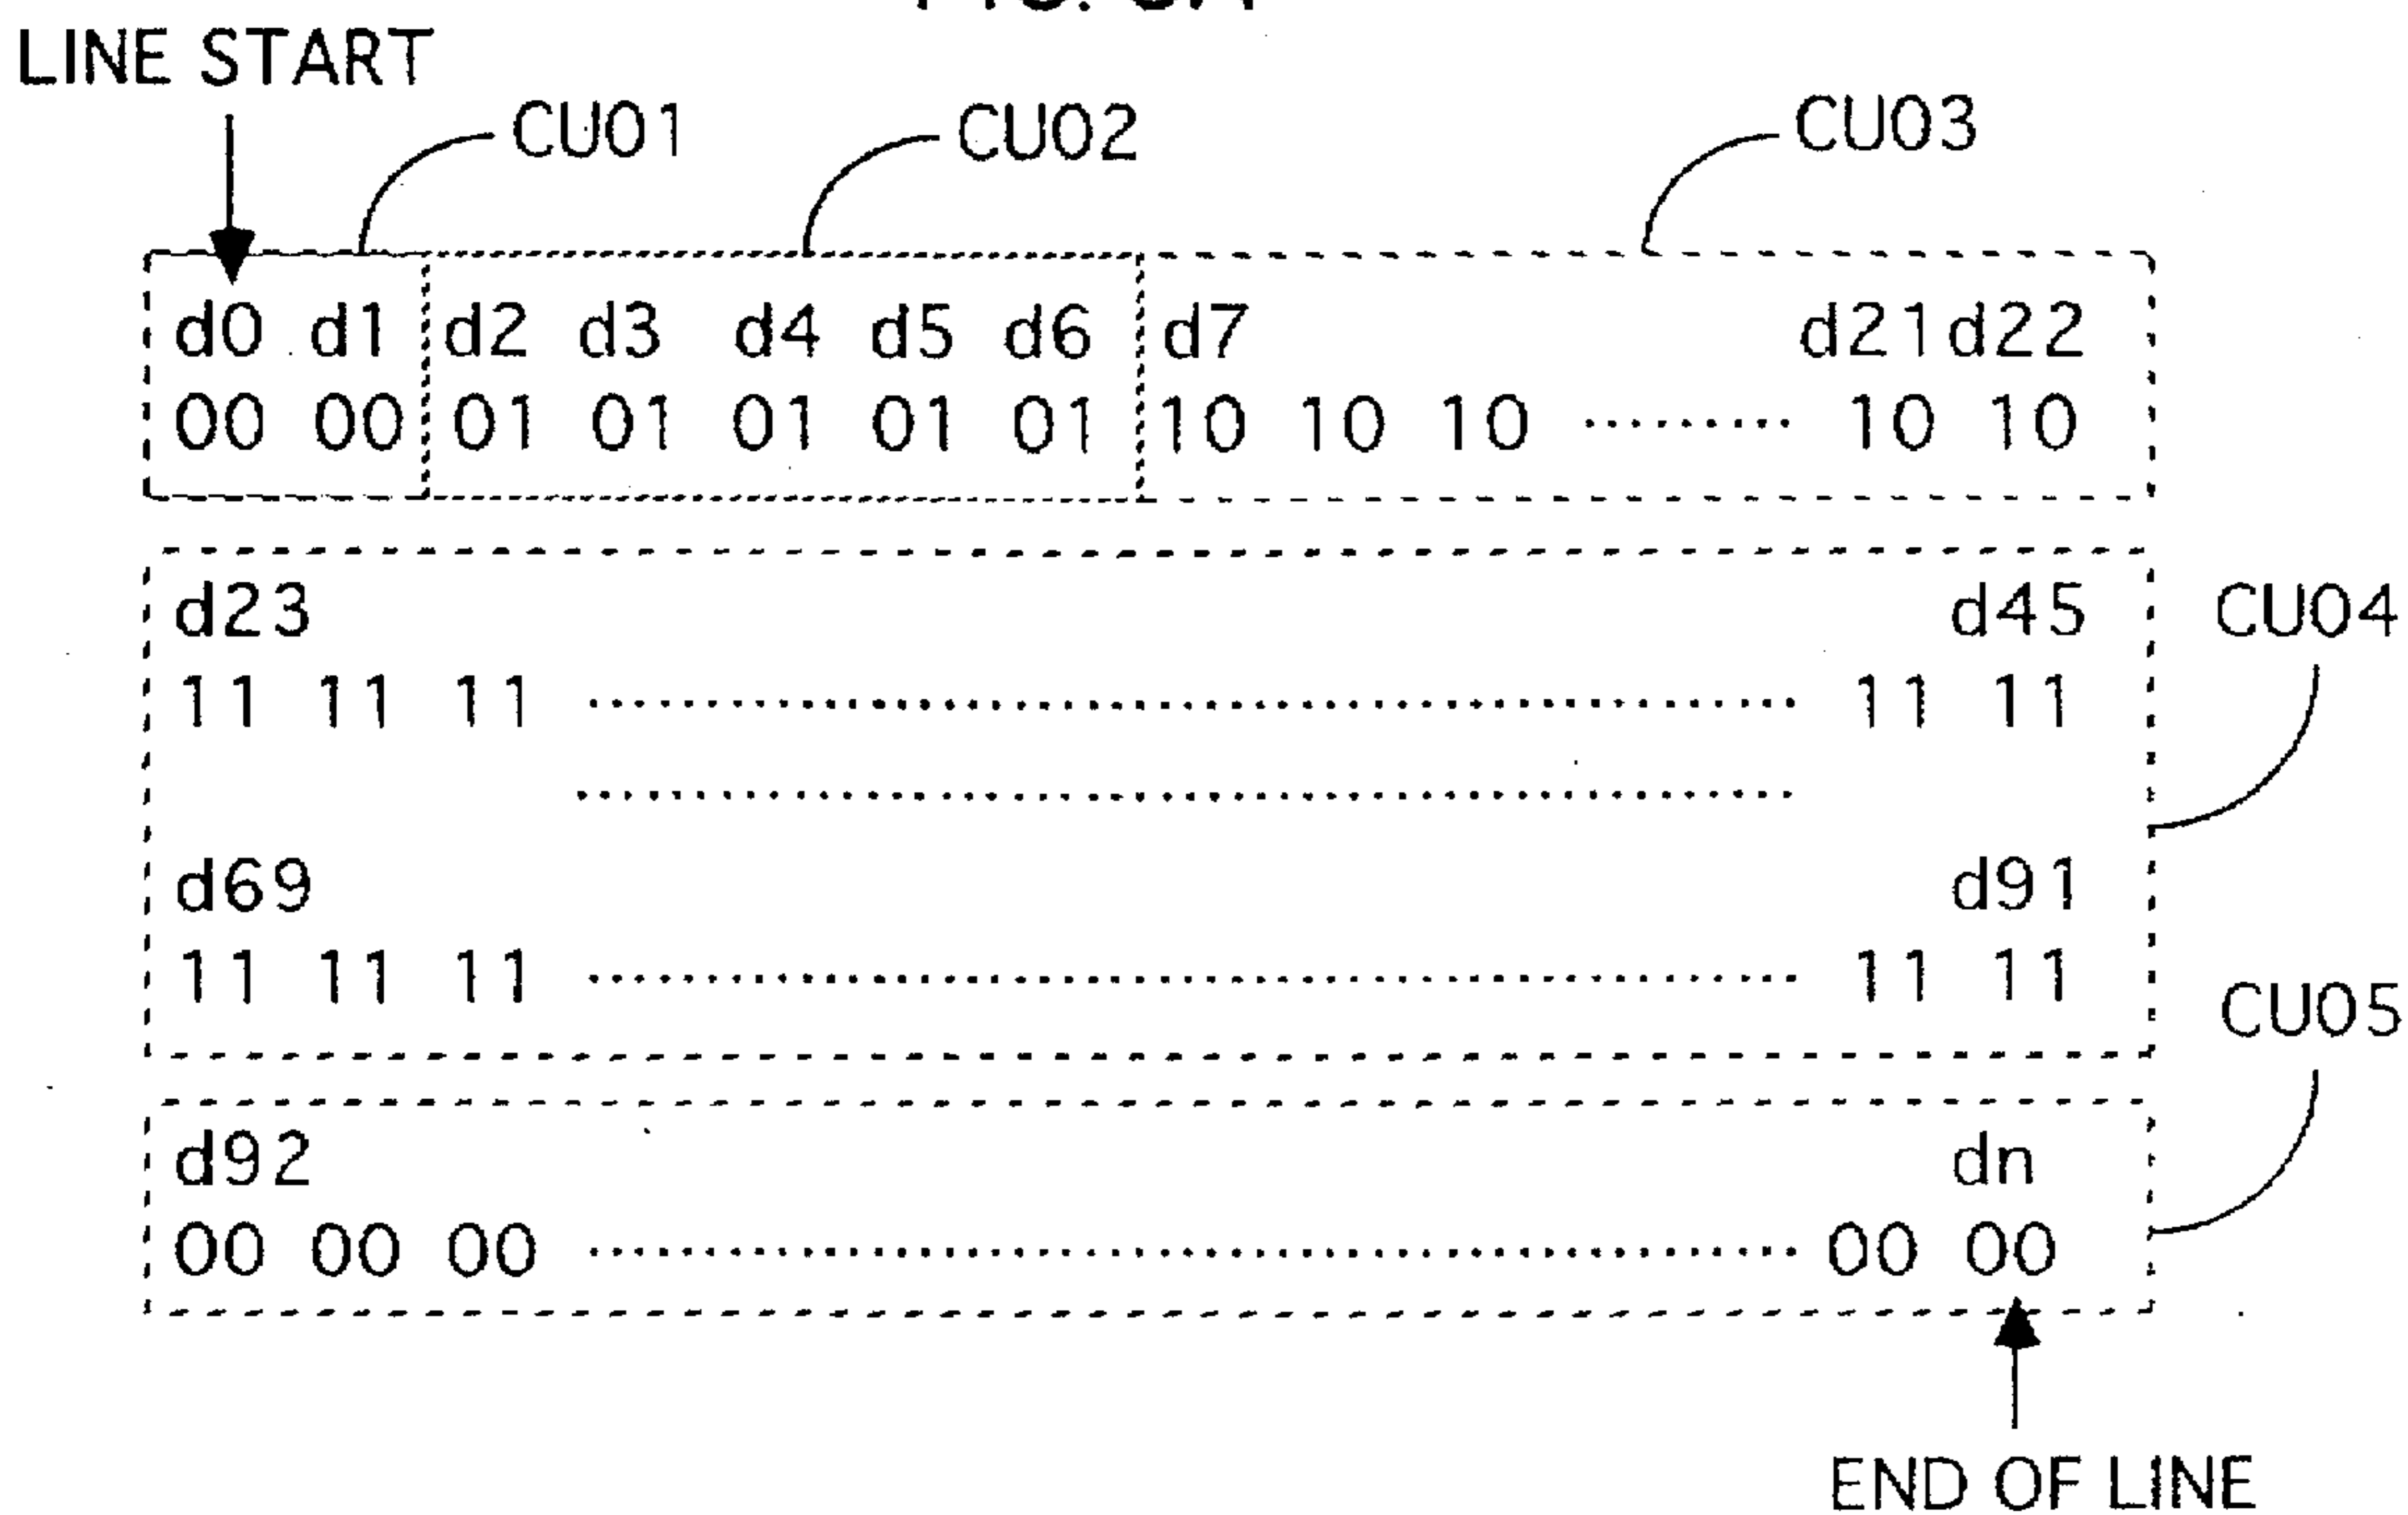 LINE START
CU01 CU02 CU03
d0 d1 d2 d3 d4 d5 d6 d7 d21 d22
00 00 01 01 01 01 01 10 10 10 ......... 10 10
d23 d45 CU04
11 11 11 ................................................... 11 11
...................................................
d69 d91
11 11 11 ................................................... 11 11
CU05
d92 dn
00 00 00 ................................................... 00 00
END OF LINE